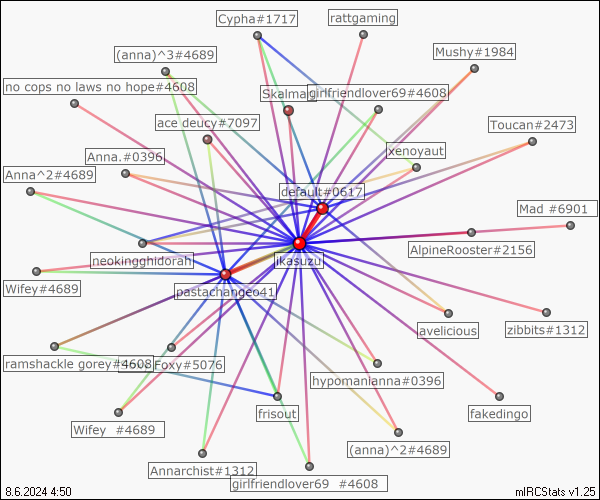 Cypha#1717
rattgaming
(anna)^3#4689
Mushy#1984
no cops no laws no hope#4608
girlfriendlover69#4608
ace deucy#7097
Toucan#2473
xenoyaut
Anna.#0396
Anna^2#4689
default#0617
Mad #6901
AlpineRooster#2156
neokingghidorah
ikasuzu
Wifey#4689
pastachangeo41
avelicious
zibbits#1312
ramshackle gorey#4608
Foxy#5076
hypomanianna#0396
frisout
fakedingo
Wifey #4689
(anna)^2#4689
Annarchist#1312
girlfriendlover69 #4608
8.6.2024 4:50
mIRCStats v1.25